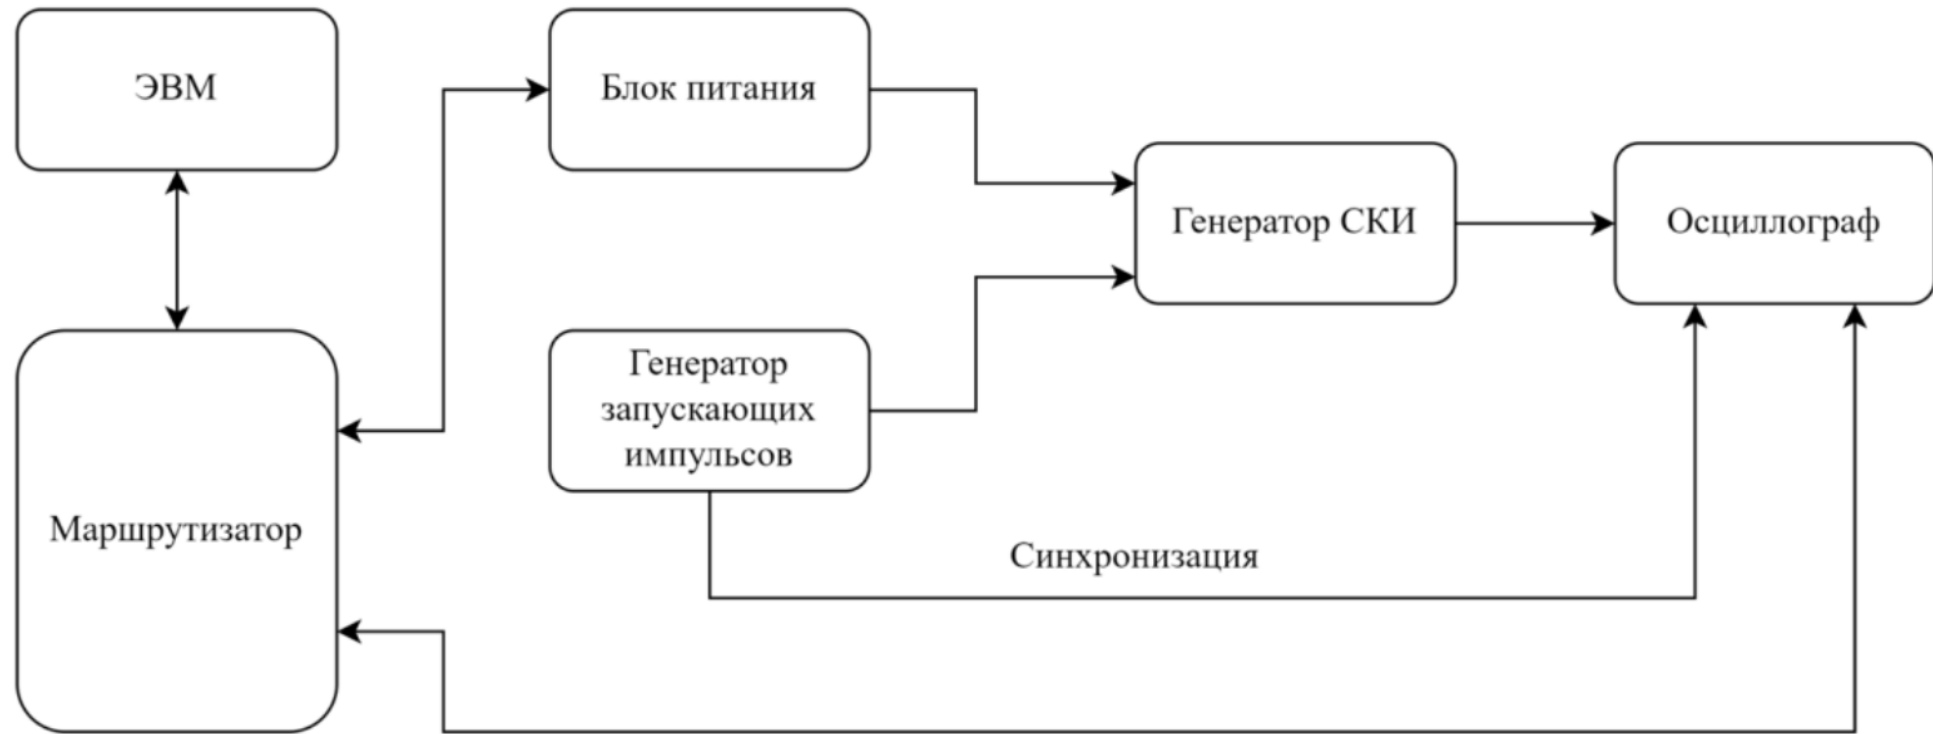 ЭВМ
Блок питания
Генератор СКИ
Осциллограф
Генератор
запускающих
импульсов
Маршрутизатор
Синхронизация